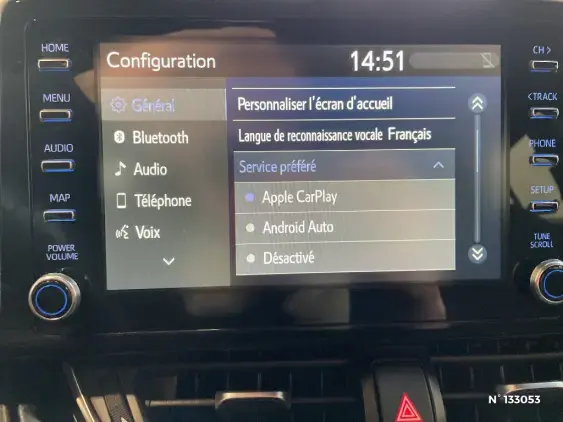 HOME
MENU
AUDIO
MAP
POWER
VOLUME
Configuration
14:51
Général
Bluetooth
Audio
Téléphone
Voix
Personnaliser l'écran d'accueil
Langue de reconnaissance vocale Français
Service préféré
Apple CarPlay
Android Auto
Désactivé
CH >
< TRACK
PHONE
SETUP
TUNE
SCROLL
N° 133053